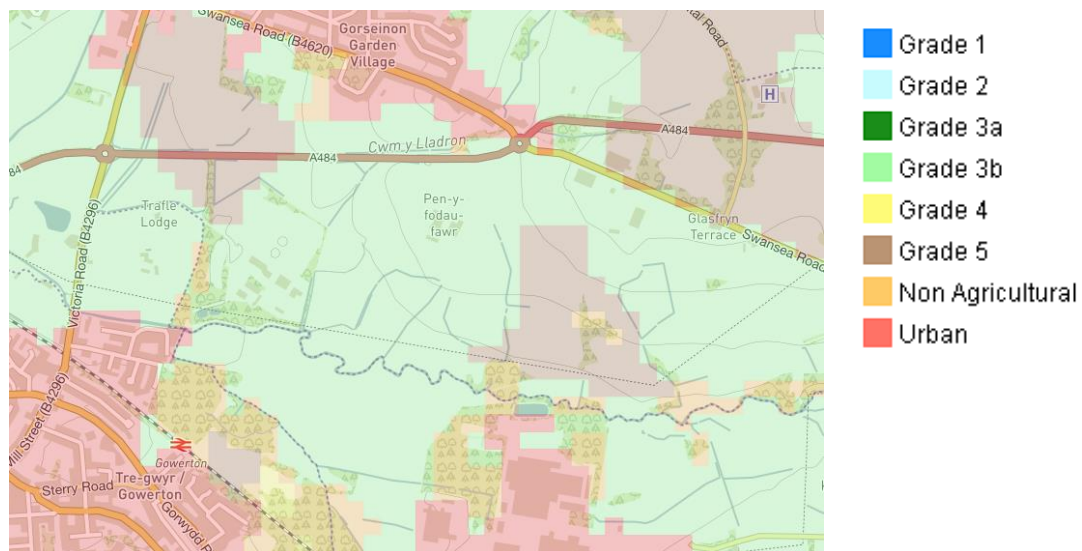 Swansea Road (B4620)
Gorseinon
Garden
Village
H
Cwm y Lladron
A484
A484
Pen-y-
fodau-
fawr
Trafle
Lodge
Glasfryn
Terrace
Swansea Road
Victoria Road (B4296)
Mill Street (B4296)
Gowerton
Tre-gwyr /
Gowerton
Sterry Road
Gorwydd R
Grade 1
Grade 2
Grade 3a
Grade 3b
Grade 4
Grade 5
Non Agricultural
Urban